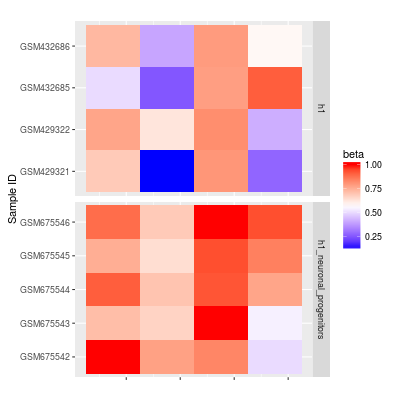 GSM432686
GSM432685
GSM429322
GSM429321
h1
GSM675546
GSM675545
GSM675544
GSM675543
GSM675542
h1_neuronal_progenitors
Sample ID
beta
1.00
0.75
0.50
0.25